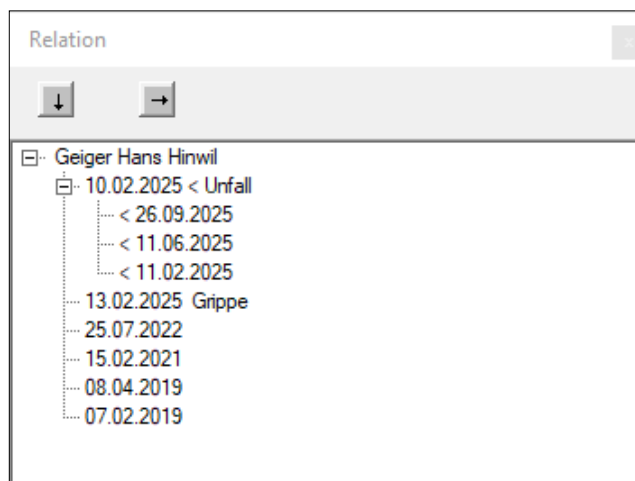 Relation
Geiger Hans Hinwil
10.02.2025 < Unfall
< 26.09.2025
< 11.06.2025
< 11.02.2025
13.02.2025 Grippe
25.07.2022
15.02.2021
08.04.2019
07.02.2019